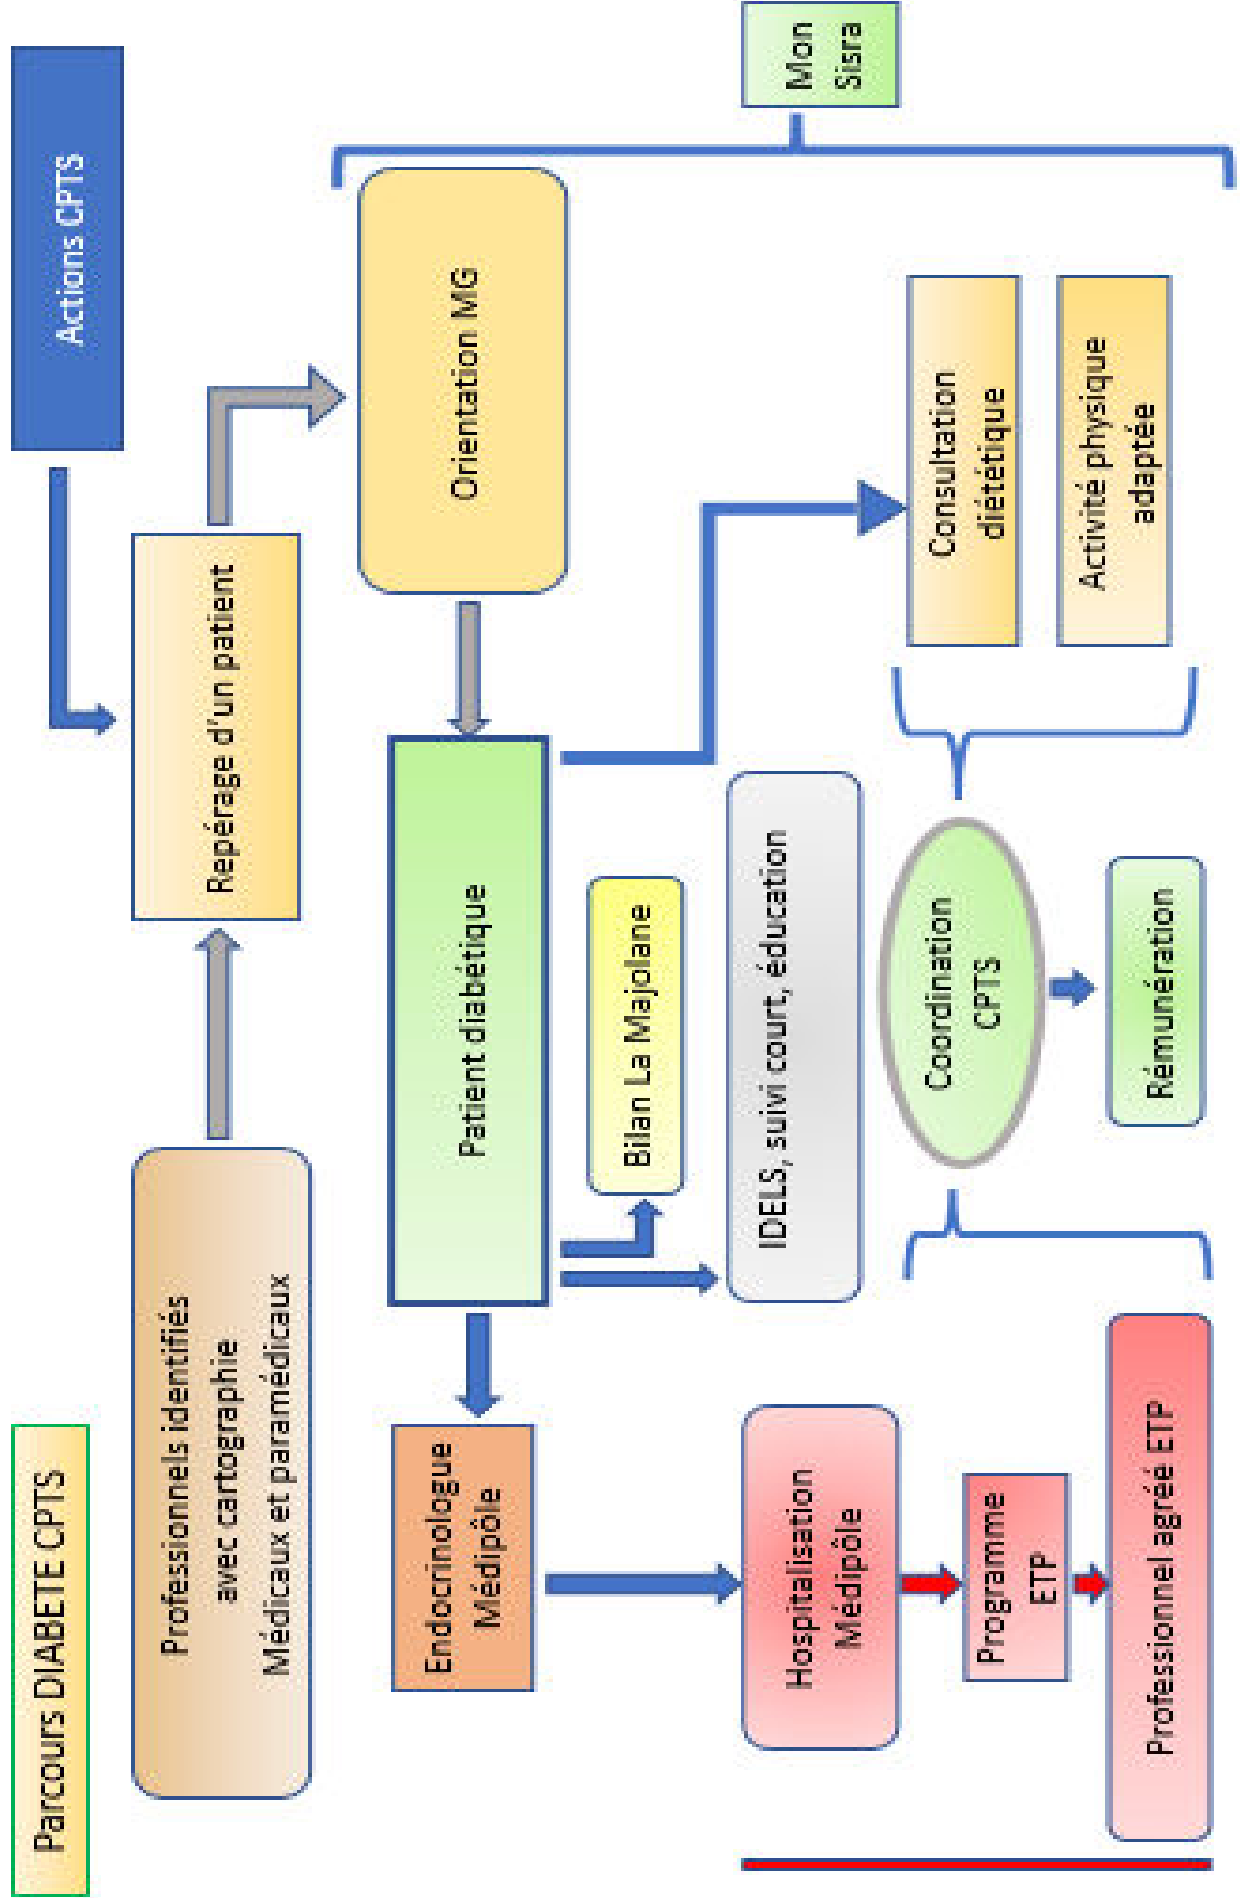 Parcours DIABETE CPTS
Actions CPTS
Professionnels identifiés
avec cartographie
Médicaux et paramédicaux
Repérage d'un patient
Orientation MG
Patient diabétique
Endocrinologue
Médipôle
Bilan La Majolane
IDELS, suivi court, éducation
Hospitalisation
Médipôle
Programme
ETP
Professionnel agréé ETP
Coordination
CPTS
Rémunération
Consultation
diététique
Activité physique
adaptée
Mon
Sisra